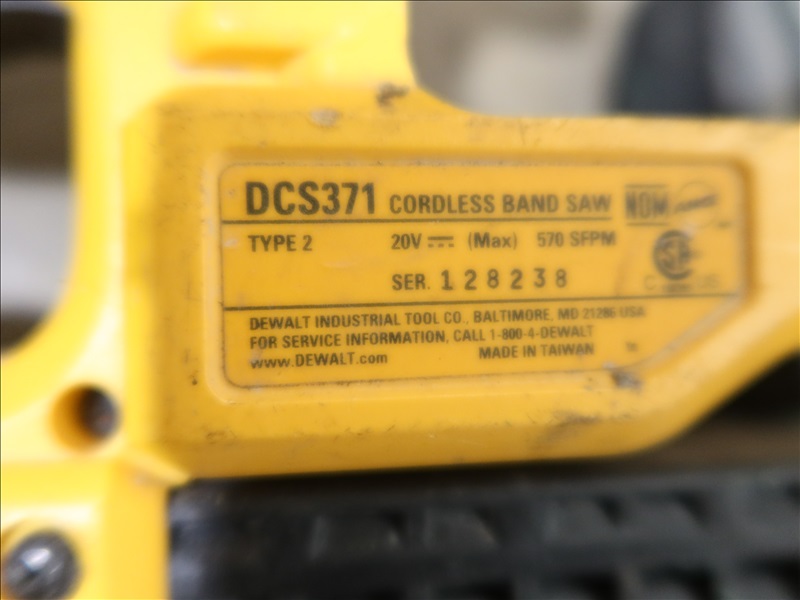 DCS371 CORDLESS BAND SAW NOM
TYPE 2 20V (Max) 570 SFPM
SER. 128238
DEWALT INDUSTRIAL TOOL CO., BALTIMORE, MD 21286 USA
FOR SERVICE INFORMATION, CALL 1-800-4-DEWALT
www.DEWALT.com MADE IN TAIWAN